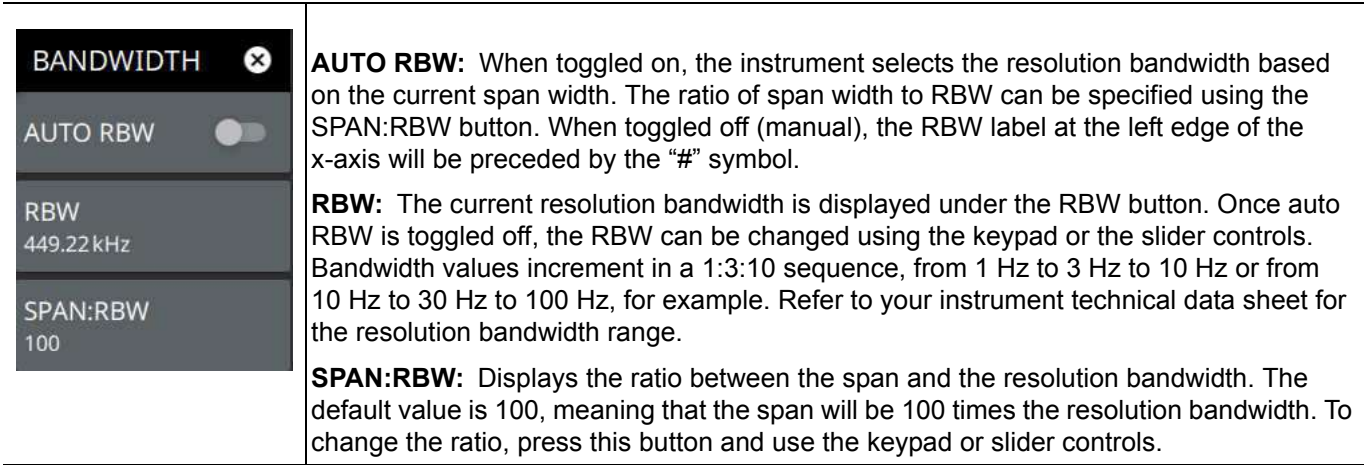 BANDWIDTH
AUTO RBW
RBW
449.22 kHz
SPAN:RBW
100
AUTO RBW: When toggled on, the instrument selects the resolution bandwidth based
on the current span width. The ratio of span width to RBW can be specified using the
SPAN:RBW button. When toggled off (manual), the RBW label at the left edge of the
x-axis will be preceded by the “#” symbol.
RBW: The current resolution bandwidth is displayed under the RBW button. Once auto
RBW is toggled off, the RBW can be changed using the keypad or the slider controls.
Bandwidth values increment in a 1:3:10 sequence, from 1 Hz to 3 Hz to 10 Hz or from
10 Hz to 30 Hz to 100 Hz, for example. Refer to your instrument technical data sheet for
the resolution bandwidth range.
SPAN:RBW: Displays the ratio between the span and the resolution bandwidth. The
default value is 100, meaning that the span will be 100 times the resolution bandwidth. To
change the ratio, press this button and use the keypad or slider controls.